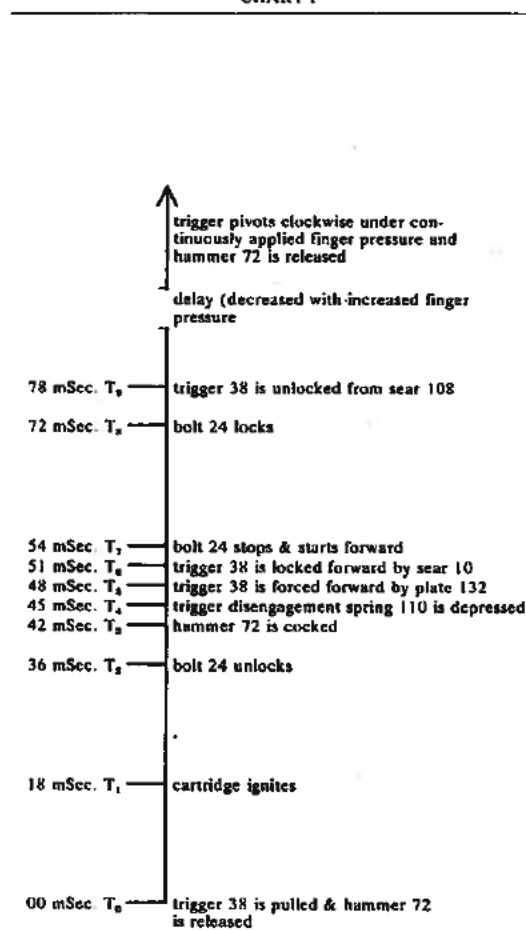 trigger pivots clockwise under con-
tinuously applied finger pressure and
hammer 72 is released
delay (decreased with increased finger
pressure
78 mSec. T₉ trigger 38 is unlocked from sear 108
72 mSec. T₈ bolt 24 locks
54 mSec. T₇ bolt 24 stops & starts forward
51 mSec. T₆ trigger 38 is locked forward by sear 10
48 mSec. T₅ trigger 38 is forced forward by plate 132
45 mSec. T₄ trigger disengagement spring 110 is depressed
42 mSec. T₃ hammer 72 is cocked
36 mSec. T₂ bolt 24 unlocks
18 mSec. T₁ cartridge ignites
00 mSec. T₀ trigger 38 is pulled & hammer 72
is released